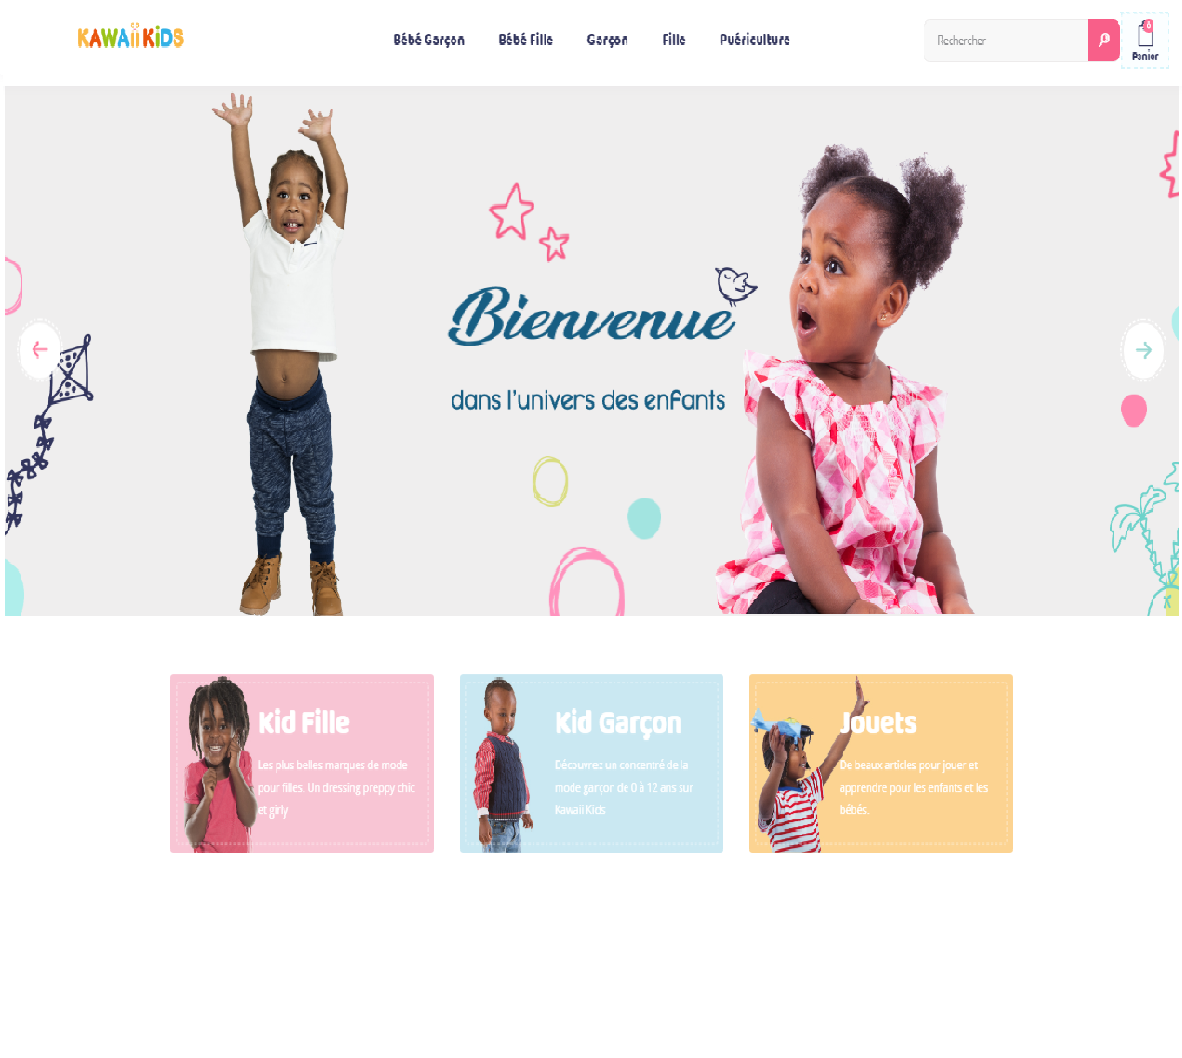 KAWAII KIDS
Bébé Garçon
Bébé Fille
Garçon
Fille
Puériculture
Rechercher
0
Panier
Bienvenue
dans l'univers des enfants
Kid Fille
Les plus belles marques de mode
pour filles. Un dressing preppy chic
et girly
Kid Garçon
Découvrez un concentré de la
mode garçon de 0 à 12 ans sur
Kawaii Kids
Jouets
De beaux articles pour jouer et
apprendre pour les enfants et les
bébés.